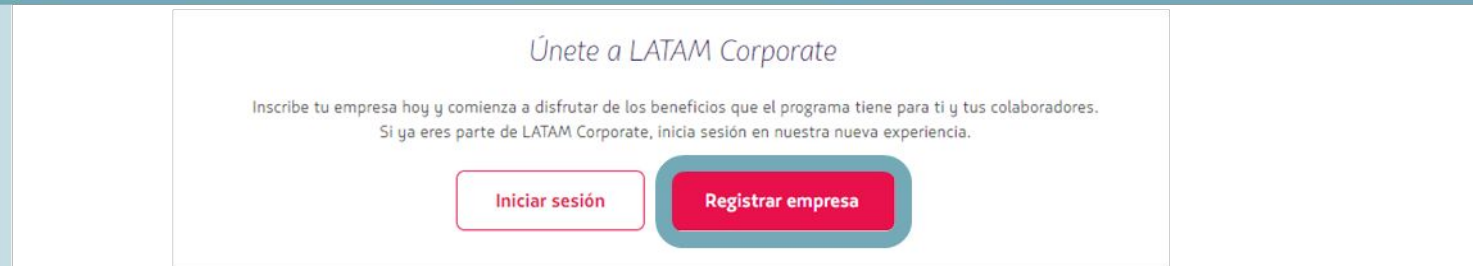 Únete a LATAM Corporate
Inscribe tu empresa hoy y comienza a disfrutar de los beneficios que el programa tiene para ti y tus colaboradores.
Si ya eres parte de LATAM Corporate, inicia sesión en nuestra nueva experiencia.
Iniciar sesión
Registrar empresa